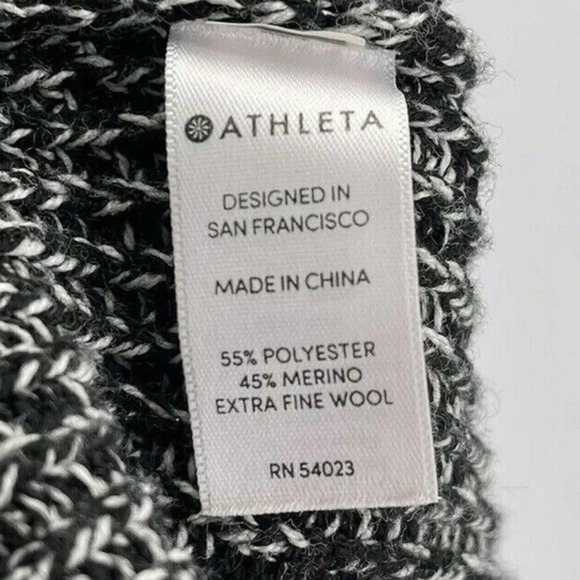 ATHLETA
DESIGNED IN
SAN FRANCISCO
MADE IN CHINA
55% POLYESTER
45% MERINO
EXTRA FINE WOOL
RN 54023